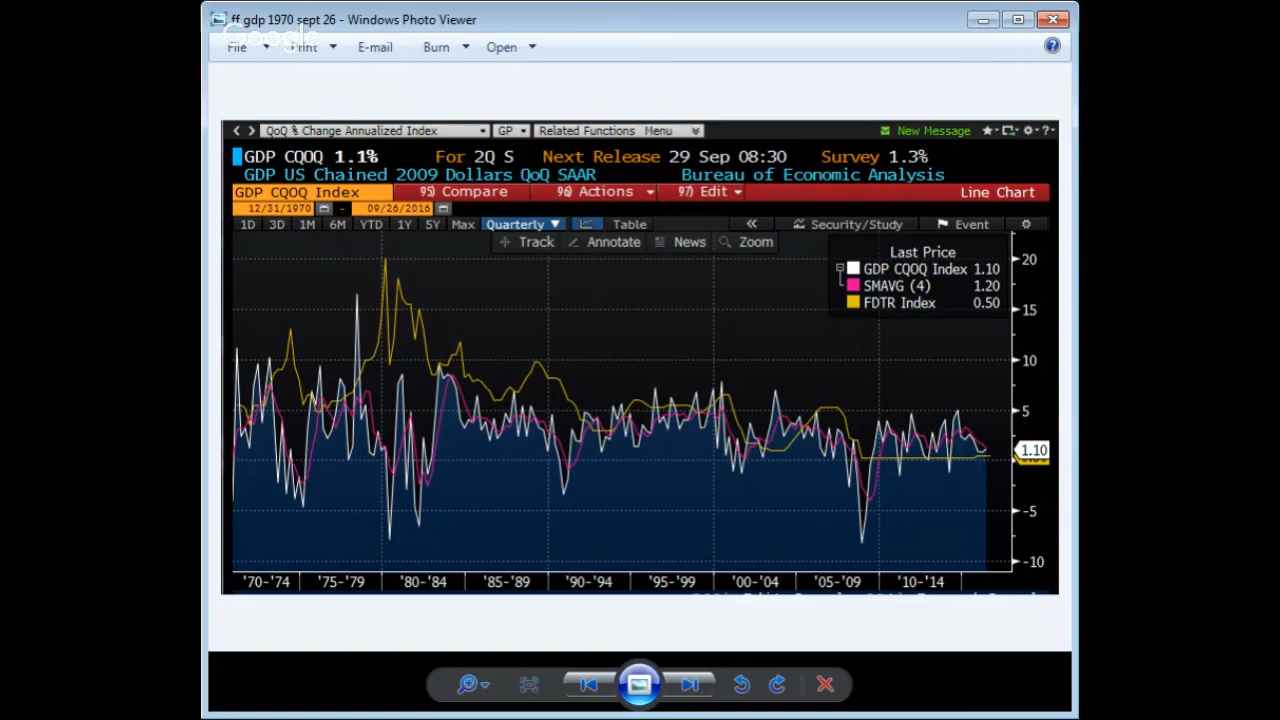 ff gdp 1970 sept 26 - Windows Photo Viewer
Google
File Print E-mail Burn Open
QoQ % Change Annualized Index GP Related Functions Menu New Message
GDP CQOQ 1.1% For 2Q S Next Release 29 Sep 08:30 Survey 1.3%
GDP US Chained 2009 Dollars QoQ SAAR Bureau of Economic Analysis
GDP CQOQ Index 95) Compare 96) Actions 97) Edit Line Chart
12/31/1970 - 09/26/2016
1D 3D 1M 6M YTD 1Y 5Y Max Quarterly Table Security/Study Event
Track Annotate News Zoom
Last Price
GDP CQOQ Index 1.10
SMAVG (4) 1.20
FDTR Index 0.50
20
15
10
5
1.10
-5
-10
'70-'74 '75-'79 '80-'84 '85-'89 '90-'94 '95-'99 '00-'04 '05-'09 '10-'14